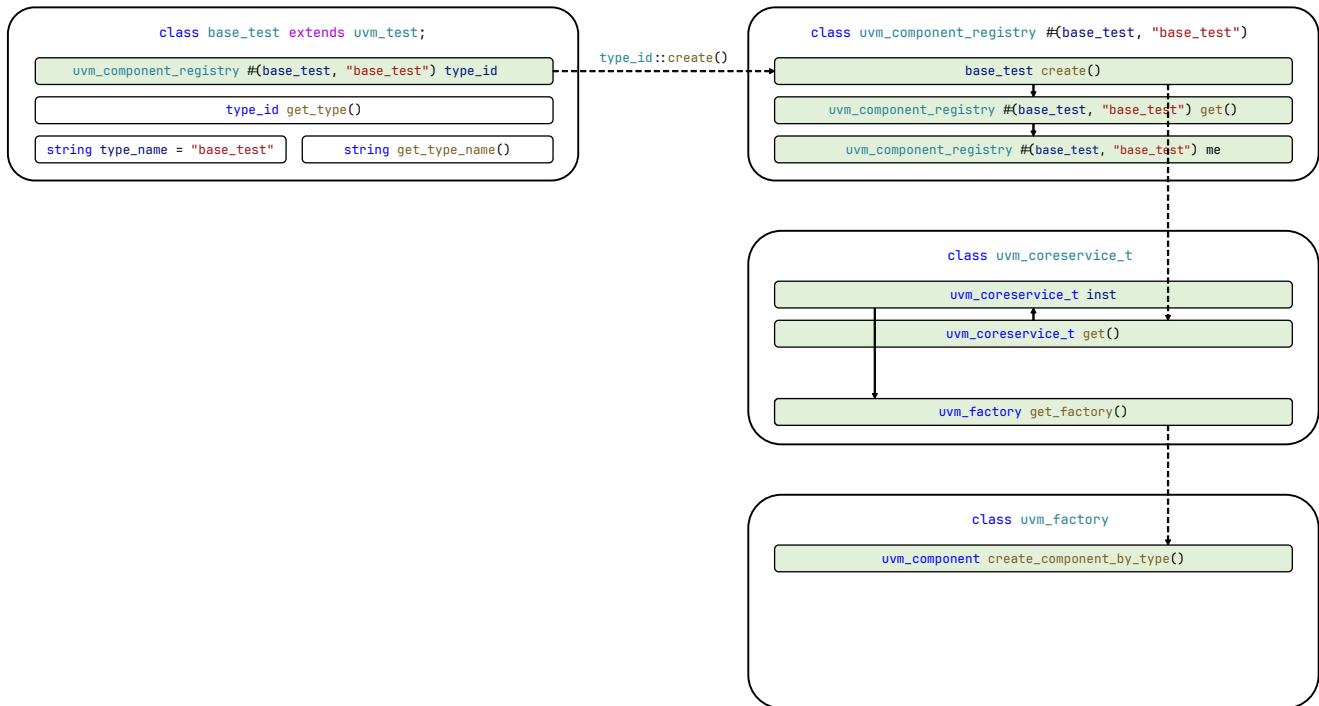 class base_test extends uvm_test;
uvm_component_registry #(base_test, "base_test") type_id
type_id get_type()
string type_name = "base_test"
string get_type_name()
type_id::create()
class uvm_component_registry #(base_test, "base_test")
base_test create()
uvm_component_registry #(base_test, "base_test") get()
uvm_component_registry #(base_test, "base_test") me
class uvm_coreservice_t
uvm_coreservice_t inst
uvm_coreservice_t get()
uvm_factory get_factory()
class uvm_factory
uvm_component create_component_by_type()